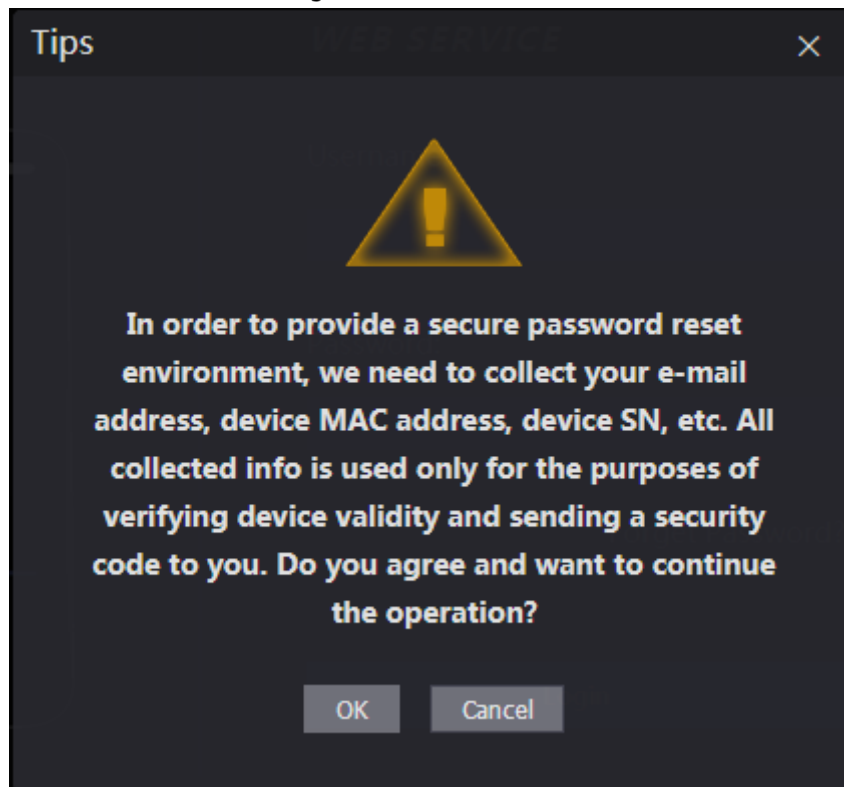 Tips
WEB SERVICE
In order to provide a secure password reset
environment, we need to collect your e-mail
address, device MAC address, device SN, etc. All
collected info is used only for the purposes of
verifying device validity and sending a security
code to you. Do you agree and want to continue
the operation?
OK
Cancel